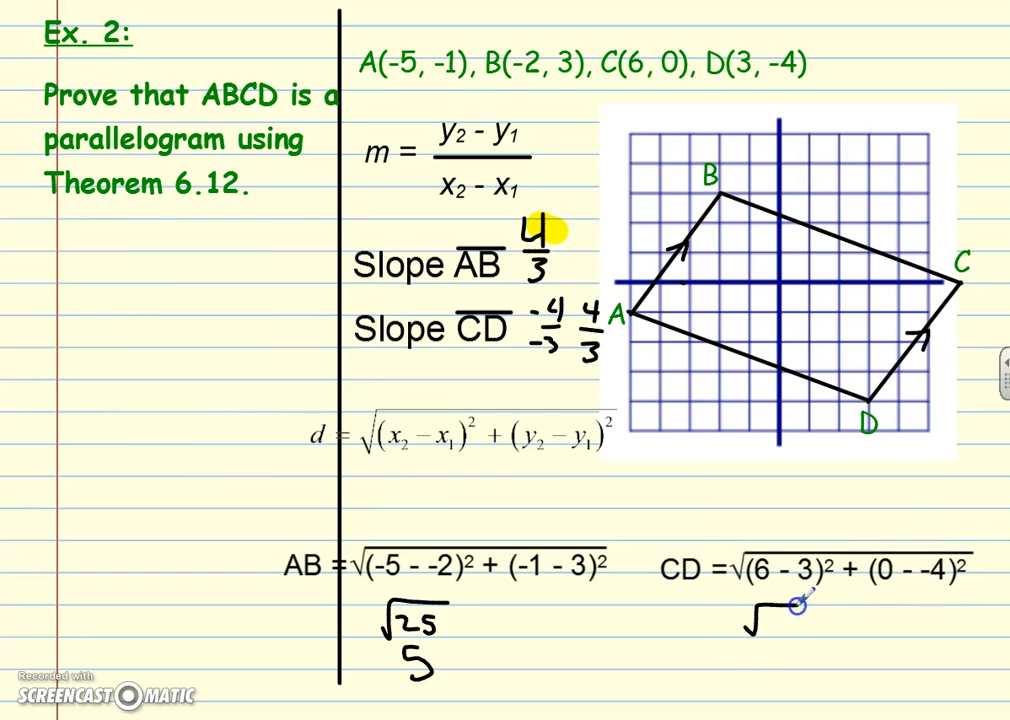 Ex. 2:
Prove that ABCD is a
parallelogram using
Theorem 6.12.
A(-5, -1), B(-2, 3), C(6, 0), D(3, -4)
m = y₂ - y₁ / x₂ - x₁
Slope A̅B̅ 4/3
Slope C̅D̅ -4/-3 4/3
B
C
A
D
d = √(x₂ − x₁)² + (y₂ − y₁)²
AB = √(-5 - -2)² + (-1 - 3)²
√25
5
CD = √(6 - 3)² + (0 - -4)²
√
Recorded with
SCREENCAST-O-MATIC